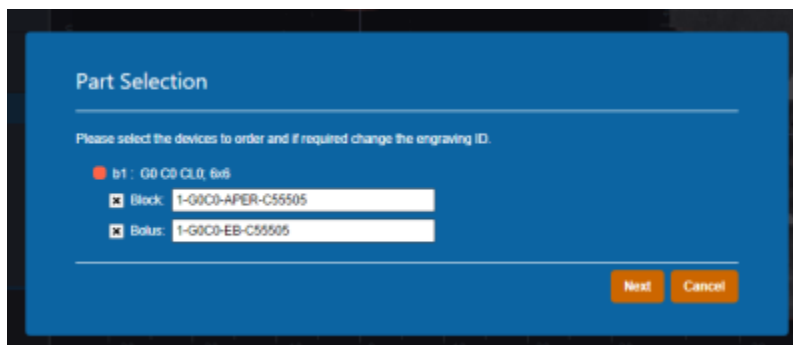 Part Selection
Please select the devices to order and if required change the engraving ID.
b1 : G0 C0 CL0; 6x6
Block: 1-G0C0-APER-C55505
Bolus: 1-G0C0-EB-C55505
Next Cancel